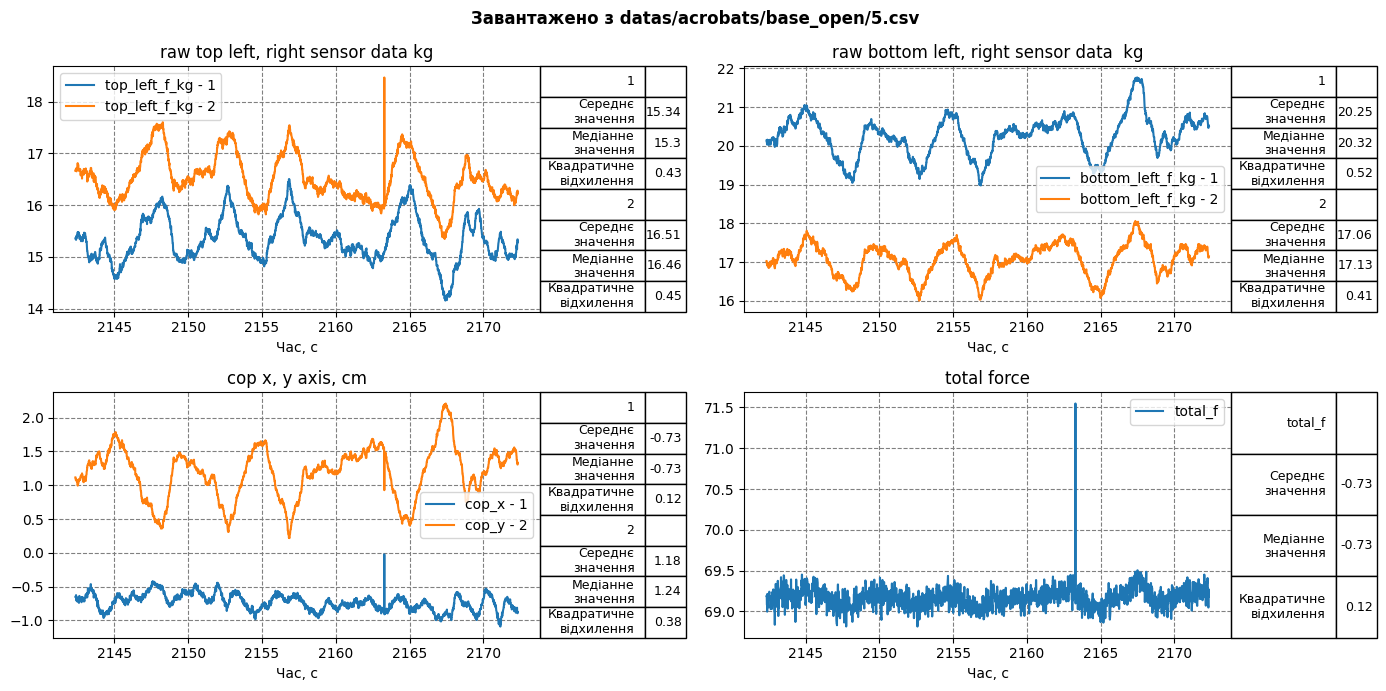 Завантажено з datas/acrobats/base_open/5.csv
raw top left, right sensor data kg
top_left_f_kg - 1
top_left_f_kg - 2
18
17
16
15
14
2145 2150 2155 2160 2165 2170
Час, с
1
Середнє
значення 15.34
Медіанне
значення 15.3
Квадратичне
відхилення 0.43
2
Середнє
значення 16.51
Медіанне
значення 16.46
Квадратичне
відхилення 0.45
raw bottom left, right sensor data  kg
bottom_left_f_kg - 1
bottom_left_f_kg - 2
22
21
20
19
18
17
16
2145 2150 2155 2160 2165 2170
Час, с
1
Середнє
значення 20.25
Медіанне
значення 20.32
Квадратичне
відхилення 0.52
2
Середнє
значення 17.06
Медіанне
значення 17.13
Квадратичне
відхилення 0.41
cop x, y axis, cm
cop_x - 1
cop_y - 2
2.0
1.5
1.0
0.5
0.0
−0.5
−1.0
2145 2150 2155 2160 2165 2170
Час, с
1
Середнє
значення -0.73
Медіанне
значення -0.73
Квадратичне
відхилення 0.12
2
Середнє
значення 1.18
Медіанне
значення 1.24
Квадратичне
відхилення 0.38
total force
total_f
71.5
71.0
70.5
70.0
69.5
69.0
2145 2150 2155 2160 2165 2170
Час, с
total_f
Середнє
значення -0.73
Медіанне
значення -0.73
Квадратичне
відхилення 0.12